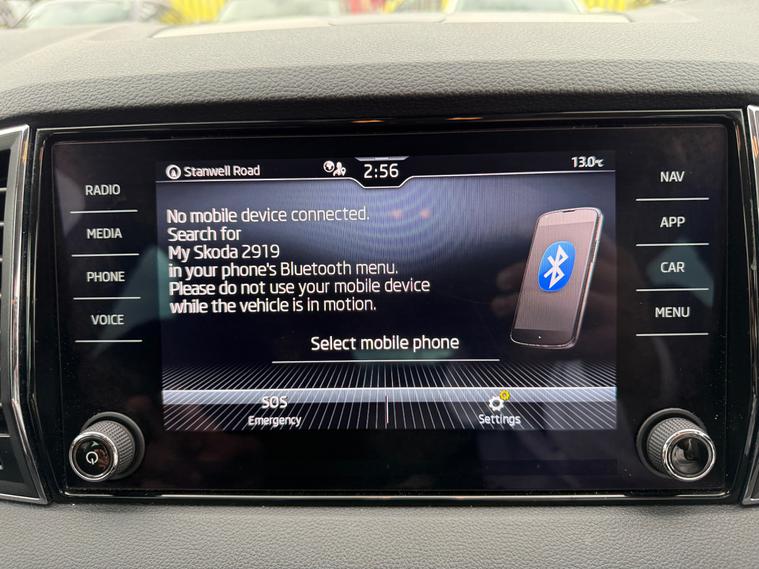 Stanwell Road
2:56
13.0°C
RADIO
MEDIA
PHONE
VOICE
No mobile device connected.
Search for
My Skoda 2919
in your phone's Bluetooth menu.
Please do not use your mobile device
while the vehicle is in motion.
Select mobile phone
SOS
Emergency
Settings
NAV
APP
CAR
MENU